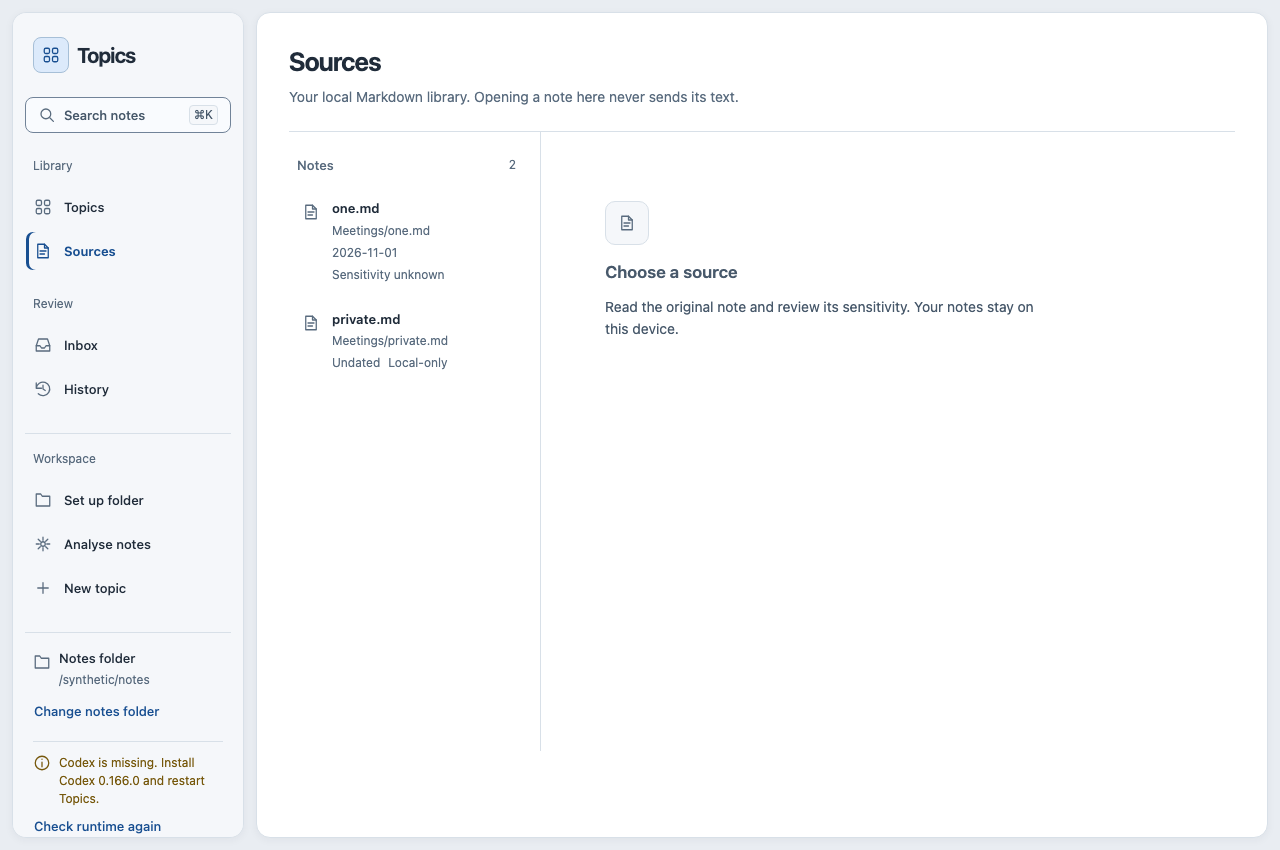 Topics
Search notes ⌘K
Library
Topics
Sources
Review
Inbox
History
Workspace
Set up folder
Analyse notes
New topic
Notes folder
/synthetic/notes
Change notes folder
Codex is missing. Install
Codex 0.166.0 and restart
Topics.
Check runtime again
Sources
Your local Markdown library. Opening a note here never sends its text.
Notes 2
one.md
Meetings/one.md
2026-11-01
Sensitivity unknown
private.md
Meetings/private.md
Undated Local-only
Choose a source
Read the original note and review its sensitivity. Your notes stay on
this device.